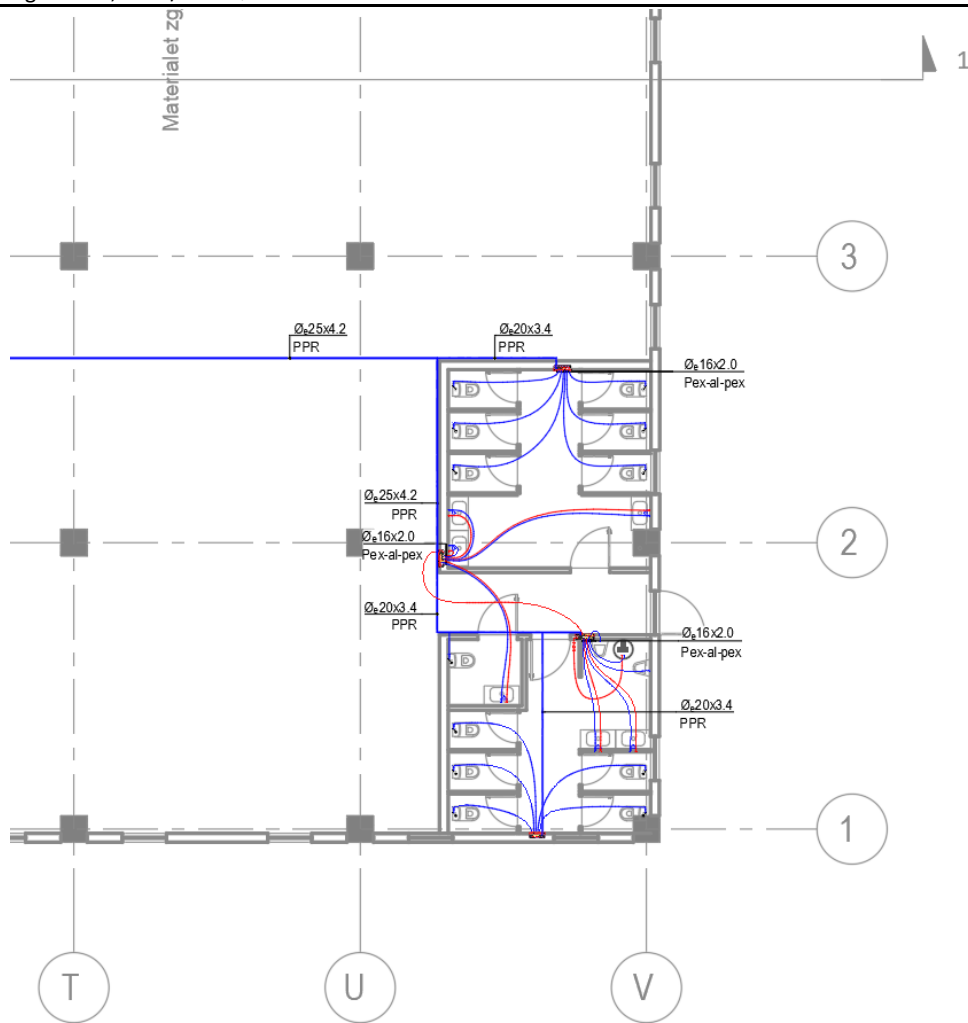 Materialet zg
1
3
Øe25x4.2
PPR
Øe20x3.4
PPR
Øe16x2.0
Pex-al-pex
Øe25x4.2
PPR
Øe16x2.0
Pex-al-pex
2
Øe20x3.4
PPR
Øe16x2.0
Pex-al-pex
Øe20x3.4
PPR
1
T
U
V